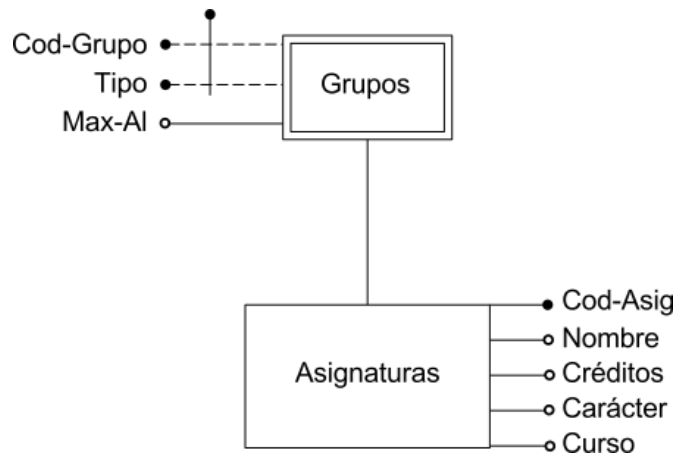 Cod-Grupo
Tipo
Max-Al
Grupos
Asignaturas
Cod-Asig
Nombre
Créditos
Carácter
Curso